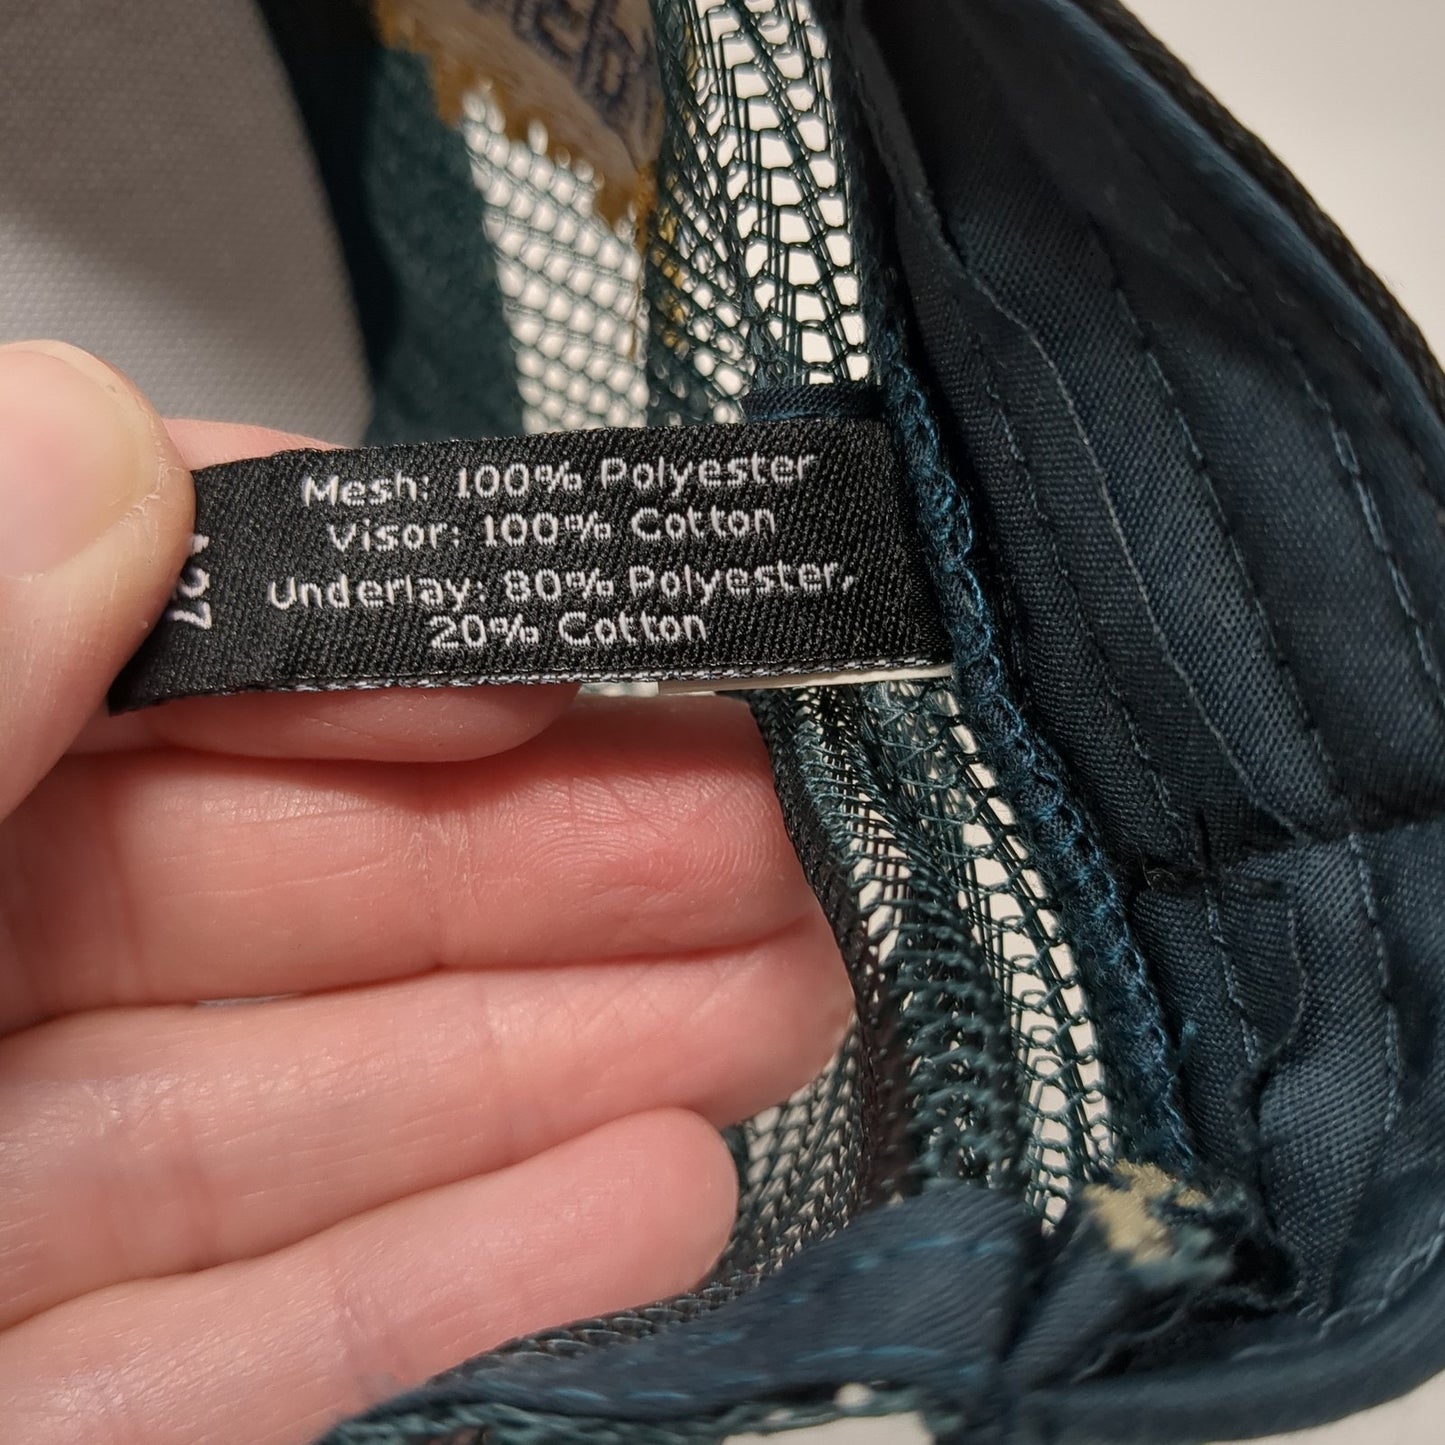 Mesh: 100% Polyester
Visor: 100% Cotton
Underlay: 80% Polyester,
20% Cotton